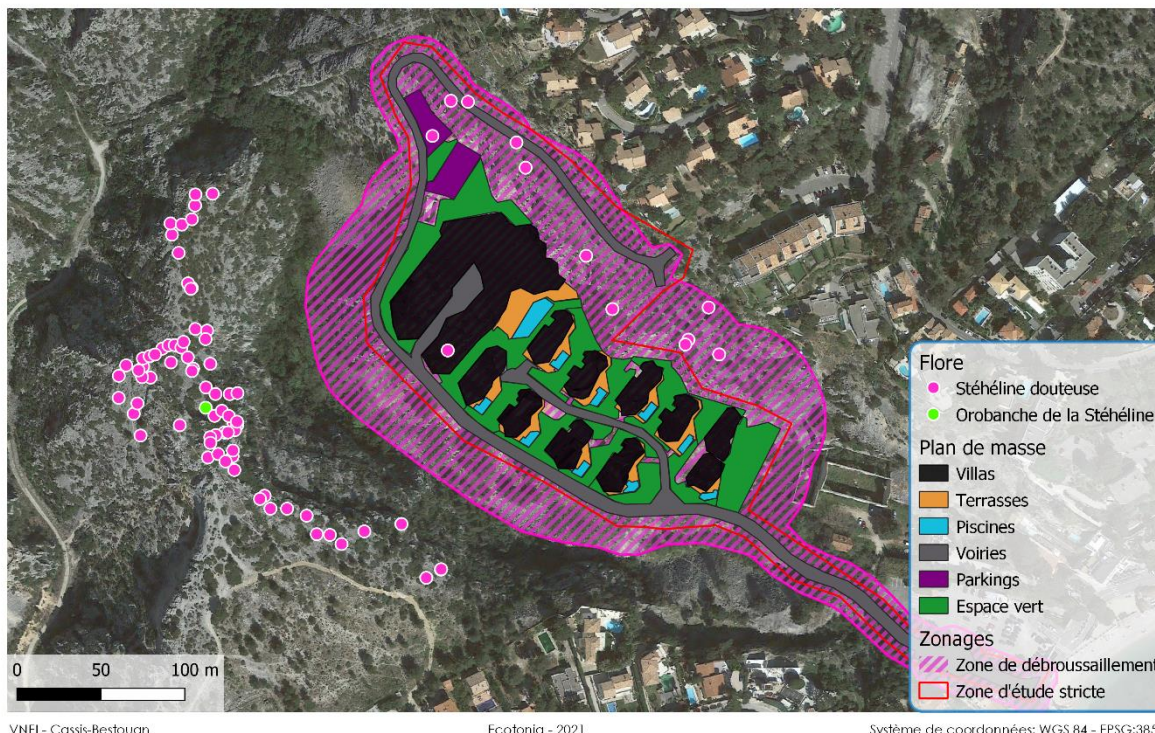 Flore
Stéhéline douteuse
Orobanche de la Stéhéline
Plan de masse
Villas
Terrasses
Piscines
Voiries
Parkings
Espace vert
Zonages
Zone de débroussaillement
Zone d'étude stricte
0 50 100 m
VNEI - Cassis-Bestouan
Ecotonia - 2021
Système de coordonnées: WGS 84 - EPSG:385